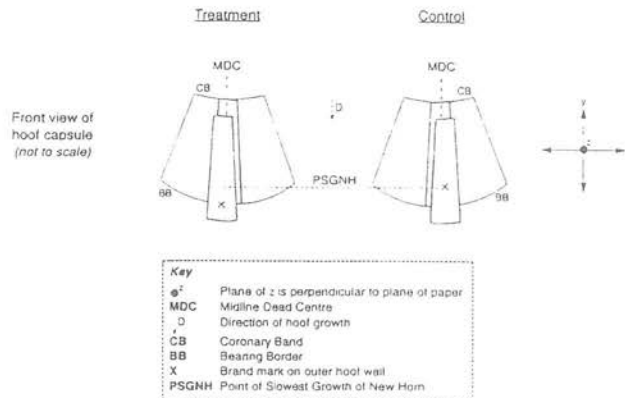 Treatment Control
MDC MDC
CB CB
Front view of
hoof capsule
(not to scale)
D
y
z
PSGNH
BB BB
X X
Key
z Plane of z is perpendicular to plane of paper
MDC Midline Dead Centre
D Direction of hoof growth
CB Coronary Band
BB Bearing Border
X Brand mark on outer hoof wall
PSGNH Point of Slowest Growth of New Horn